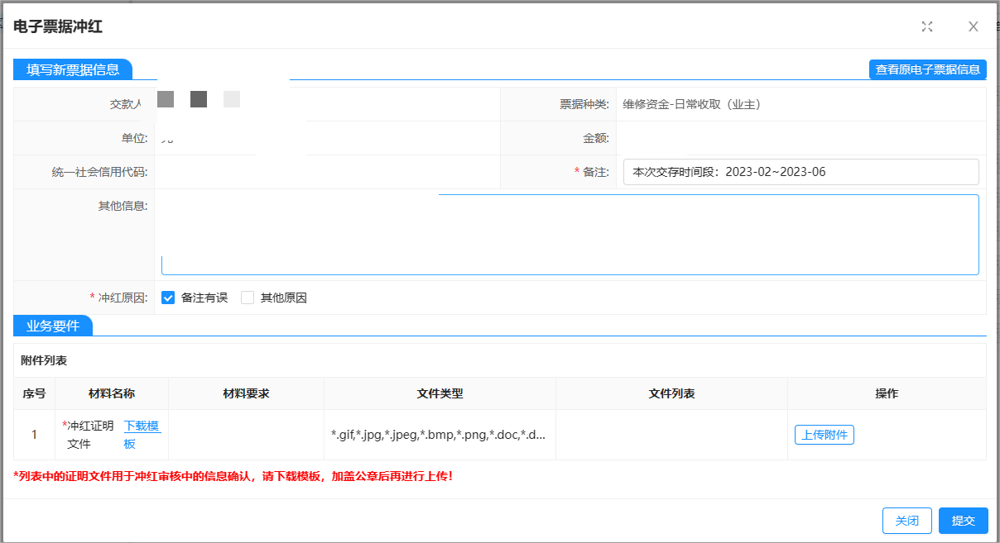 电子票据冲红
填写新票据信息
查看原电子票据信息
交款人
票据种类:
维修资金-日常收取（业主）
单位:
金额:
统一社会信用代码:
* 备注:
本次交存时间段：2023-02~2023-06
其他信息:
* 冲红原因:
备注有误
其他原因
业务要件
附件列表
序号 材料名称 材料要求 文件类型 文件列表 操作
1
*冲红证明
文件
下载模
板
*.gif,*.jpg,*.jpeg,*.bmp,*.png,*.doc,*.d...
上传附件
*列表中的证明文件用于冲红审核中的信息确认，请下载模板，加盖公章后再进行上传！
关闭
提交